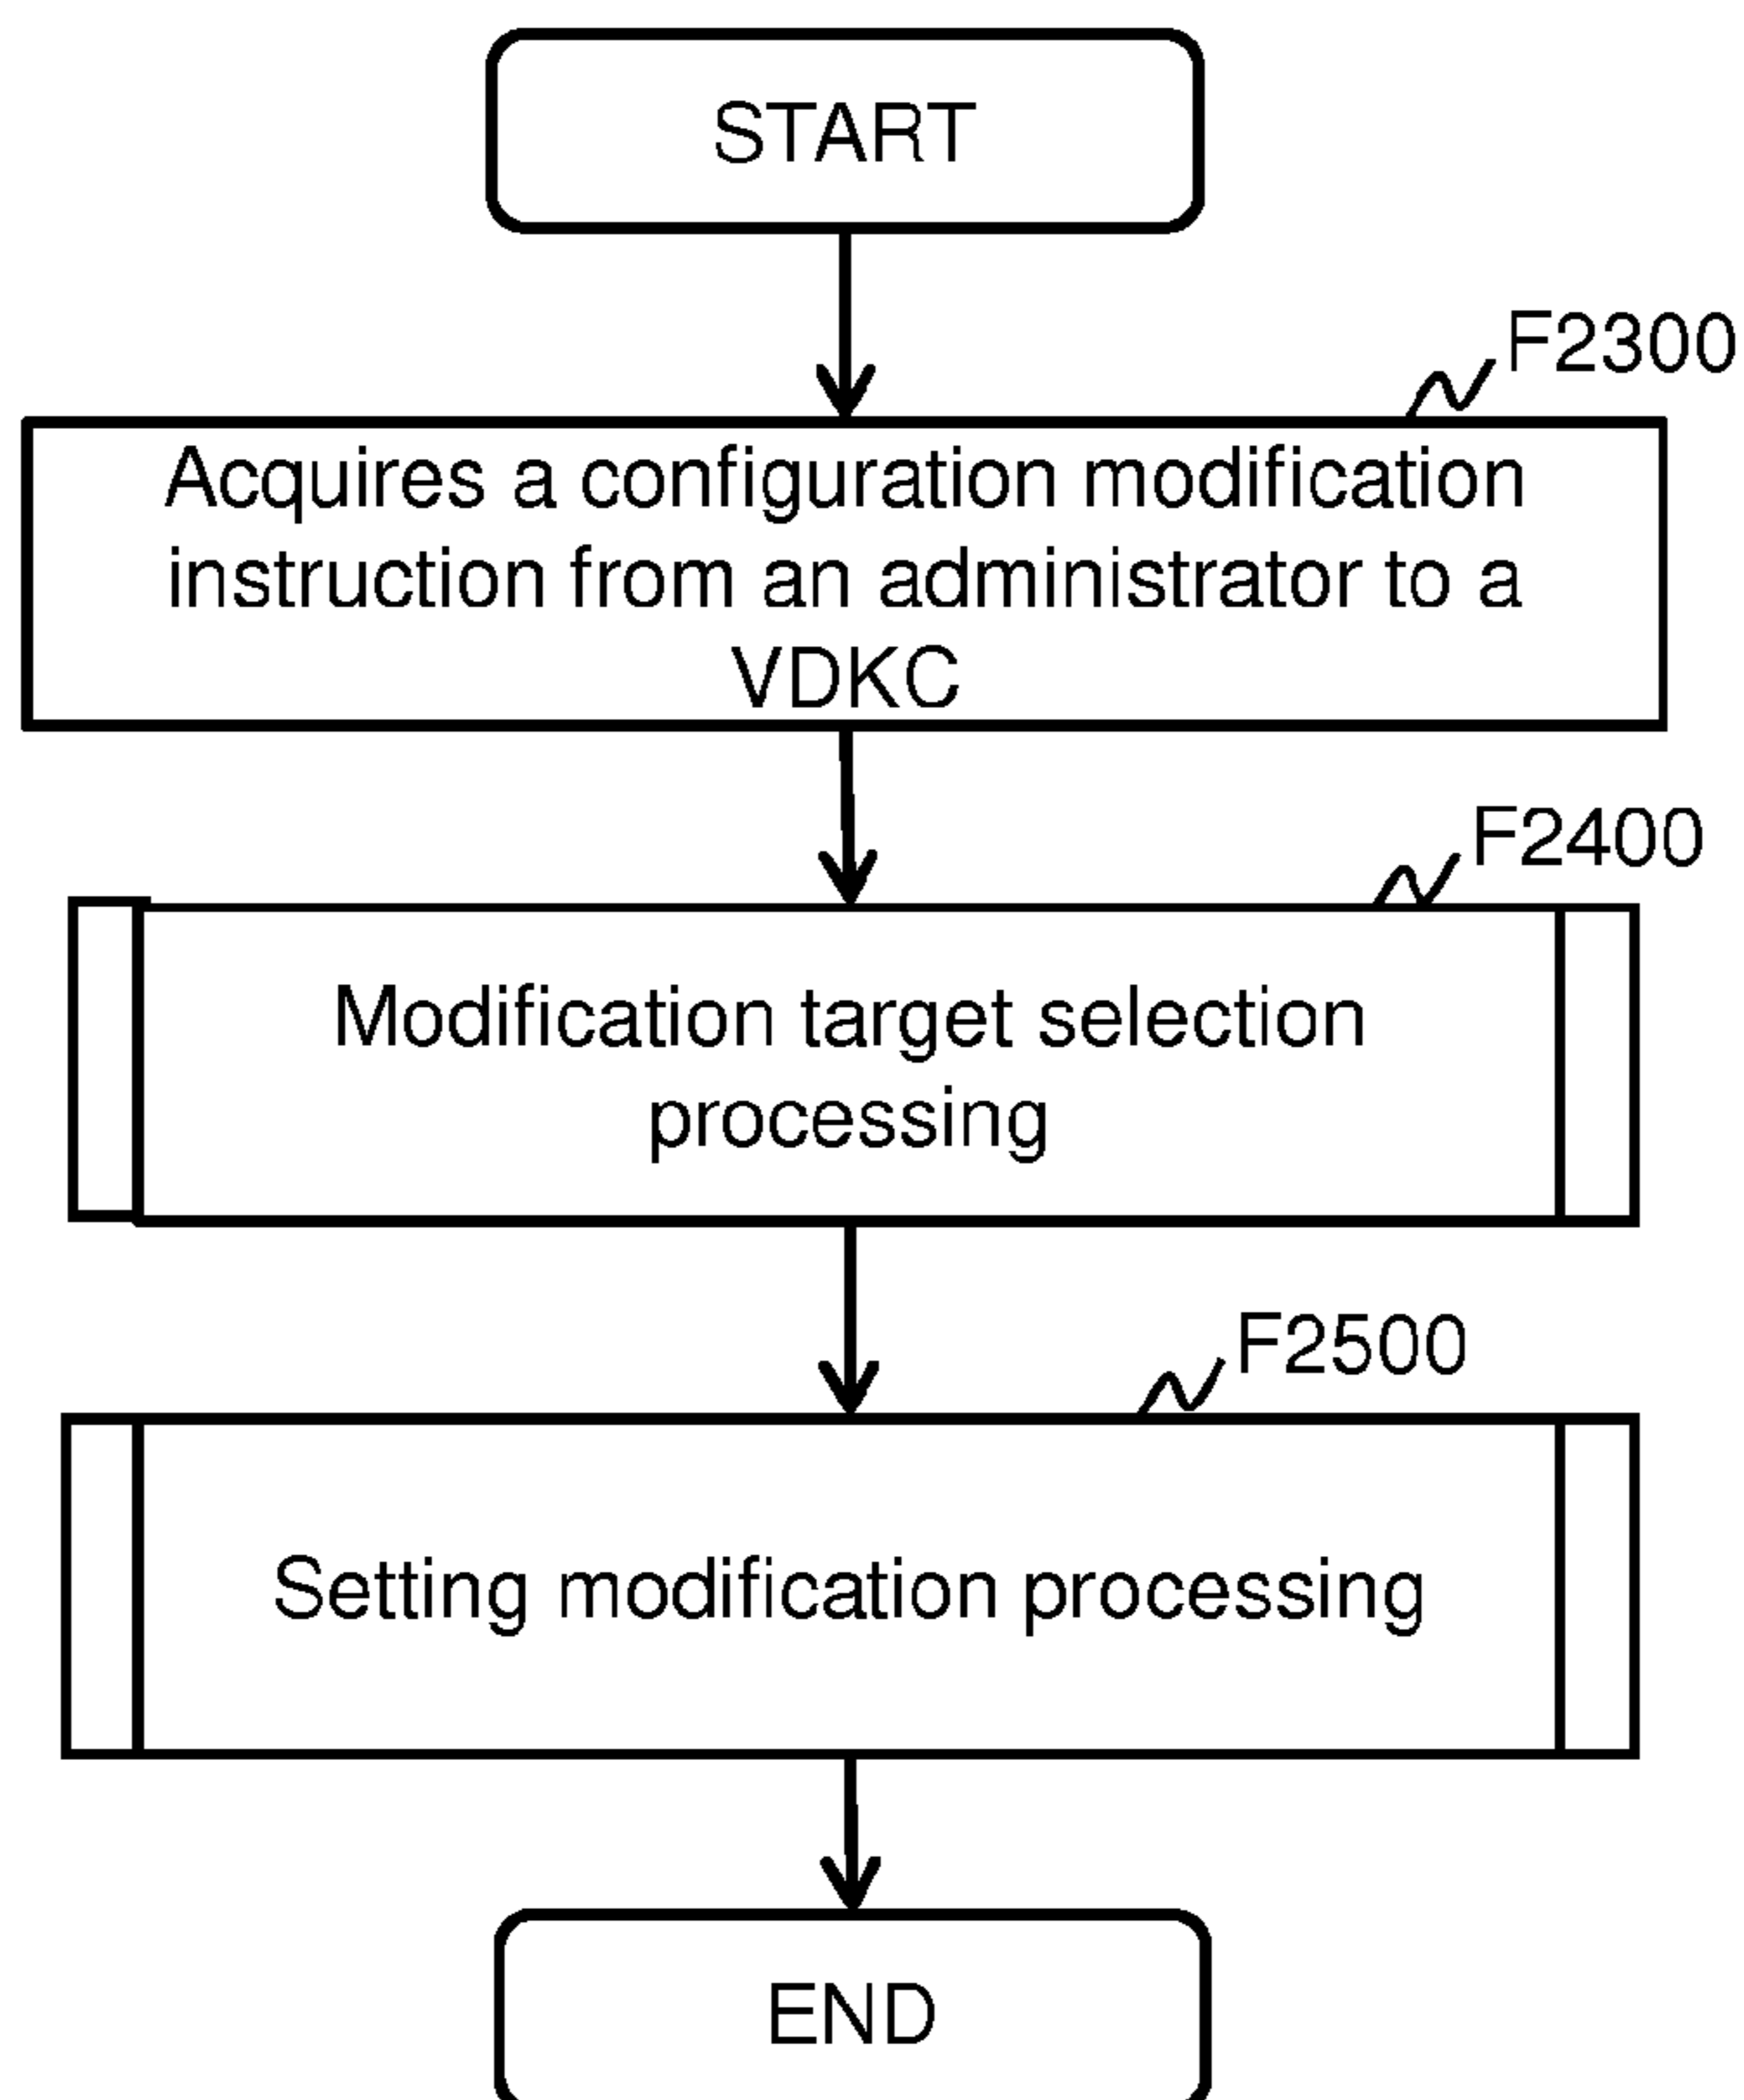 START
F2300
Acquires a configuration modification
instruction from an administrator to a
VDKC
F2400
Modification target selection
processing
F2500
Setting modification processing
END